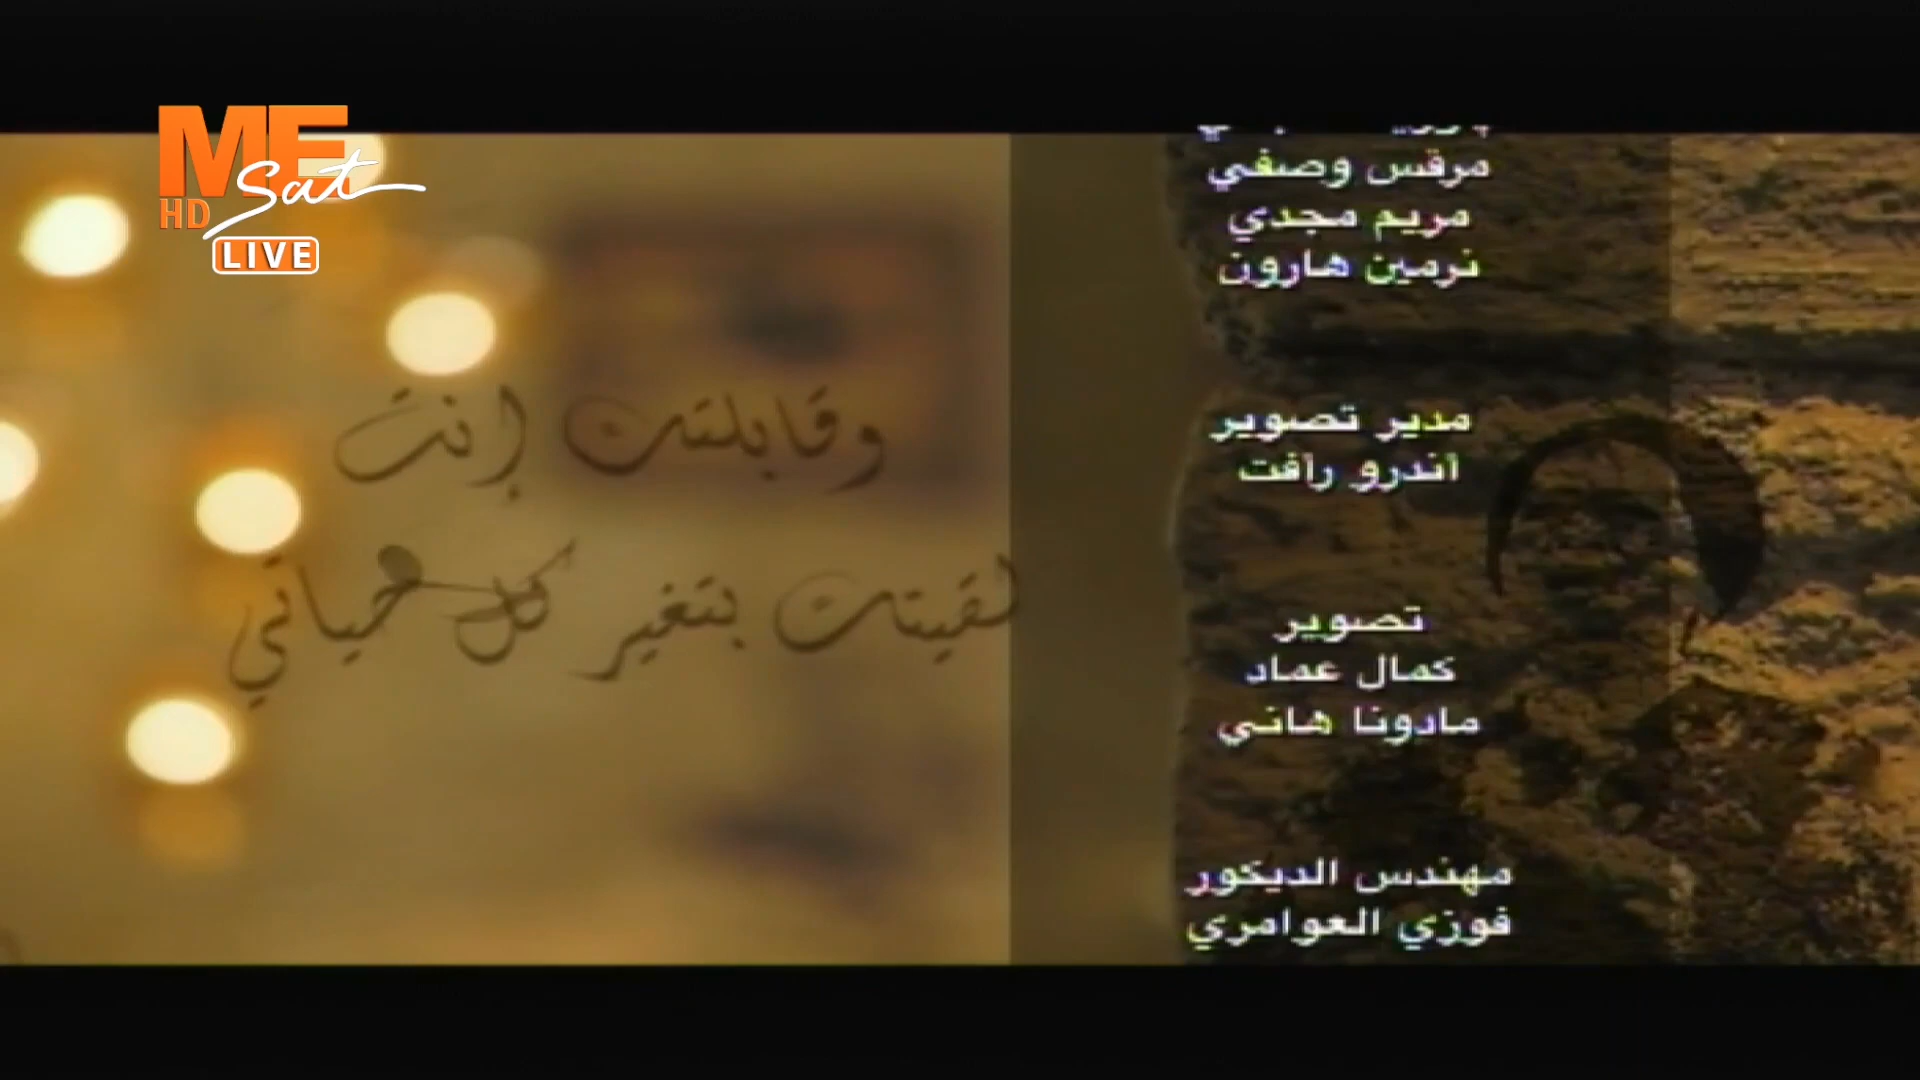 ME
Sat
HD
LIVE
وقابلتك إنت
لقيتك بتغير كل حياتي
مرقس وصفي
مريم مجدي
نرمين هارون
مدير تصوير
اندرو رافت
تصوير
كمال عماد
مادونا هاني
مهندس الديكور
فوزي العوامري